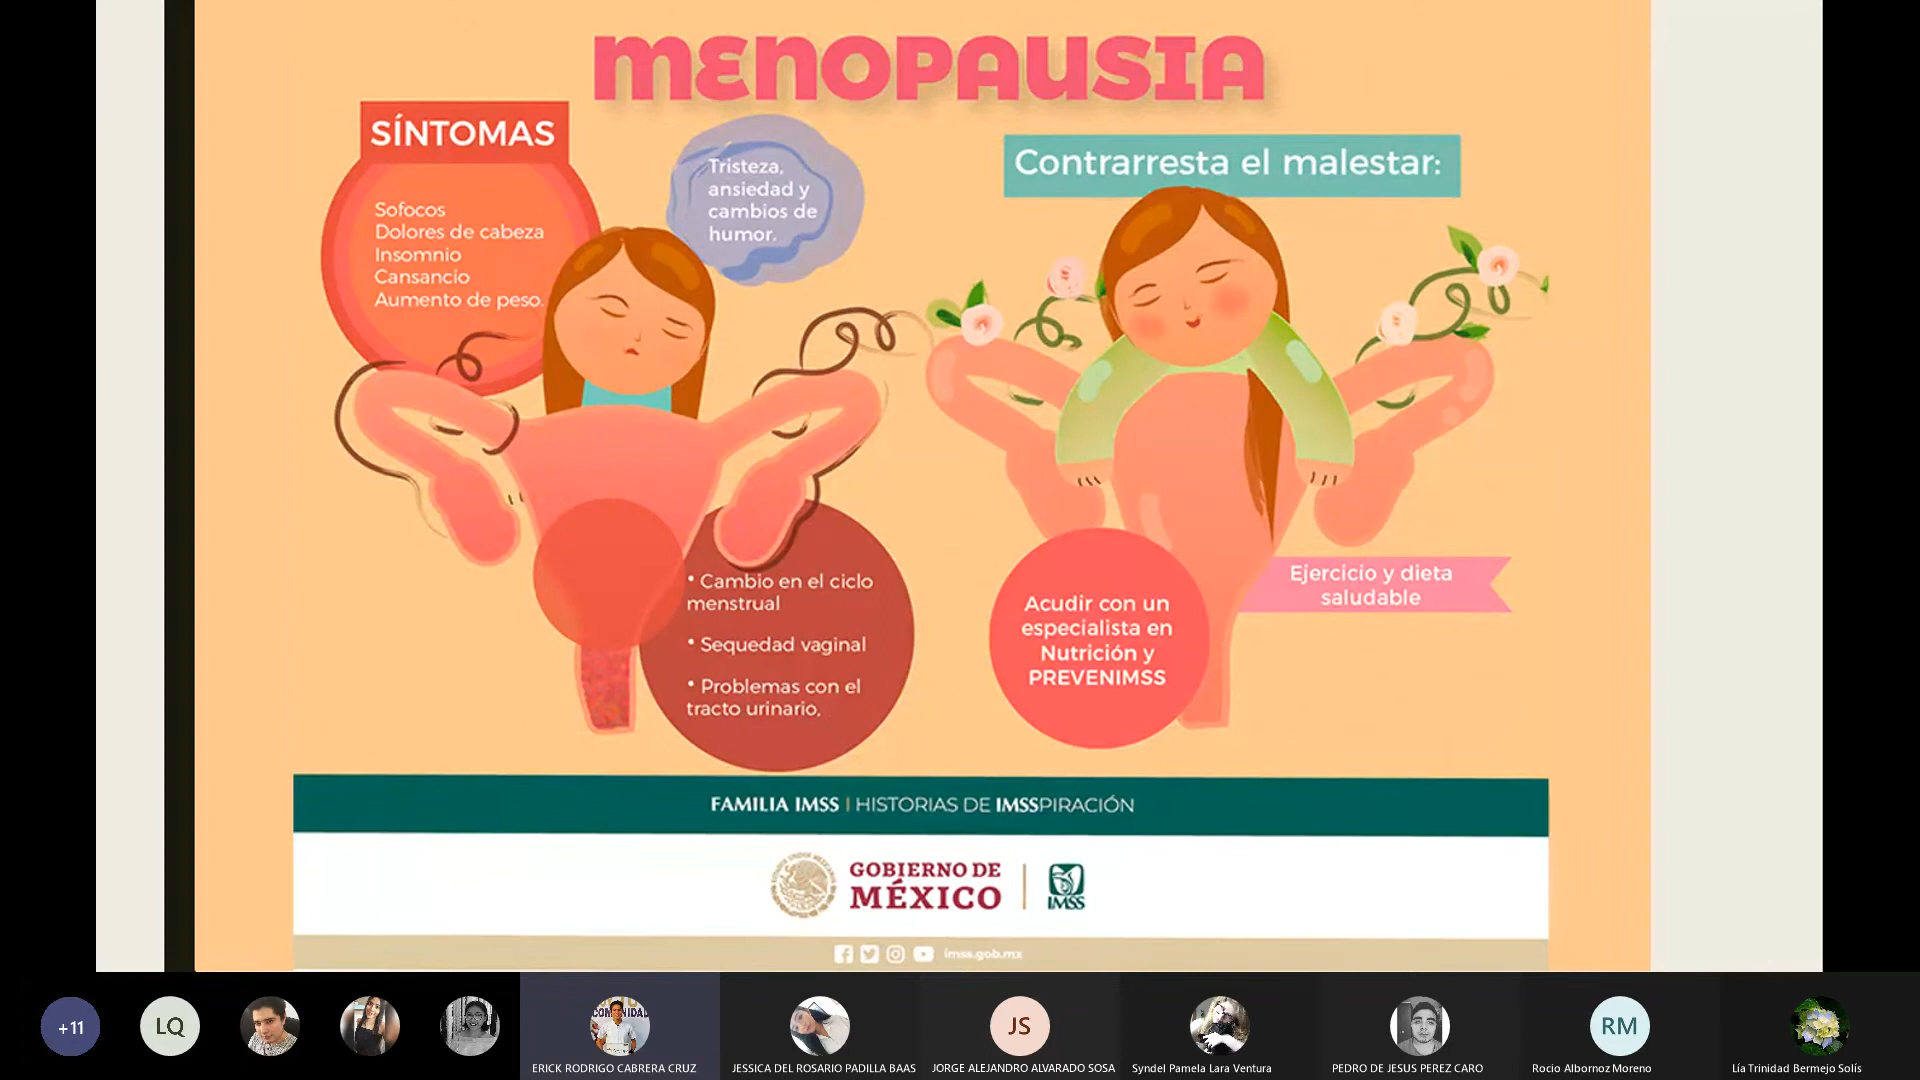 MENOPAUSIA
SÍNTOMAS
Sofocos
Dolores de cabeza
Insomnio
Cansancio
Aumento de peso.
Tristeza,
ansiedad y
cambios de
humor.
• Cambio en el ciclo
menstrual
• Sequedad vaginal
• Problemas con el
tracto urinario.
Contrarresta el malestar:
Acudir con un
especialista en
Nutrición y
PREVENIMSS
Ejercicio y dieta
saludable
FAMILIA IMSS | HISTORIAS DE IMSSPIRACIÓN
GOBIERNO DE
MÉXICO
IMSS
imss.gob.mx
+11
LQ
COMUNIDAD
JS
RM
ERICK RODRIGO CABRERA CRUZ
JESSICA DEL ROSARIO PADILLA BAAS
JORGE ALEJANDRO ALVARADO SOSA
Syndel Pamela Lara Ventura
PEDRO DE JESUS PEREZ CARO
Rocio Albornoz Moreno
Lía Trinidad Bermejo Solís